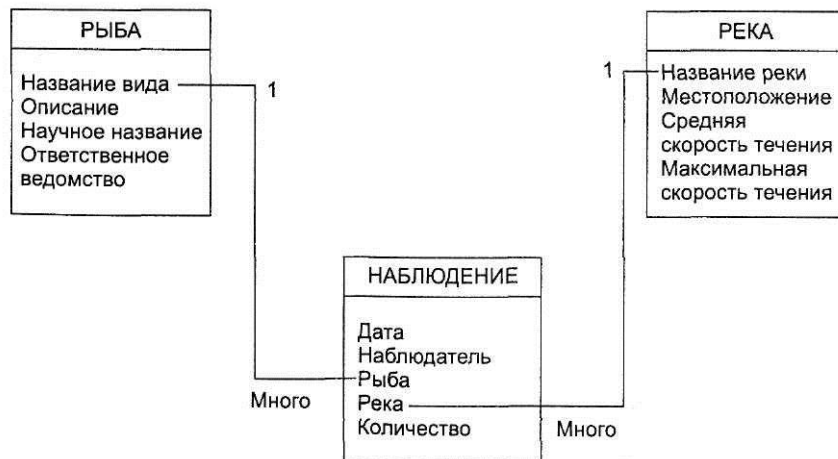 РЫБА
Название вида
Описание
Научное название
Ответственное
ведомство
1
РЕКА
1
Название реки
Местоположение
Средняя
скорость течения
Максимальная
скорость течения
НАБЛЮДЕНИЕ
Дата
Наблюдатель
Рыба
Река
Количество
Много
Много